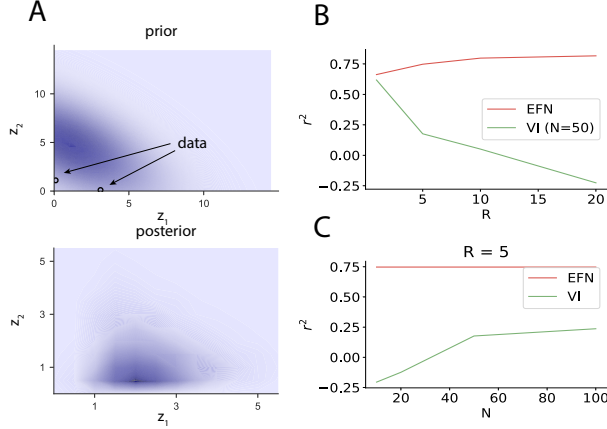 A
prior
z2
10
5
0
0
5
10
z1
data
posterior
z2
5
3
1
1
3
5
z1
B
r²
0.75
0.50
0.25
0.00
−0.25
5
10
15
20
R
EFN
VI (N=50)
C
R = 5
r²
0.75
0.50
0.25
0.00
−0.25
20
40
60
80
100
N
EFN
VI